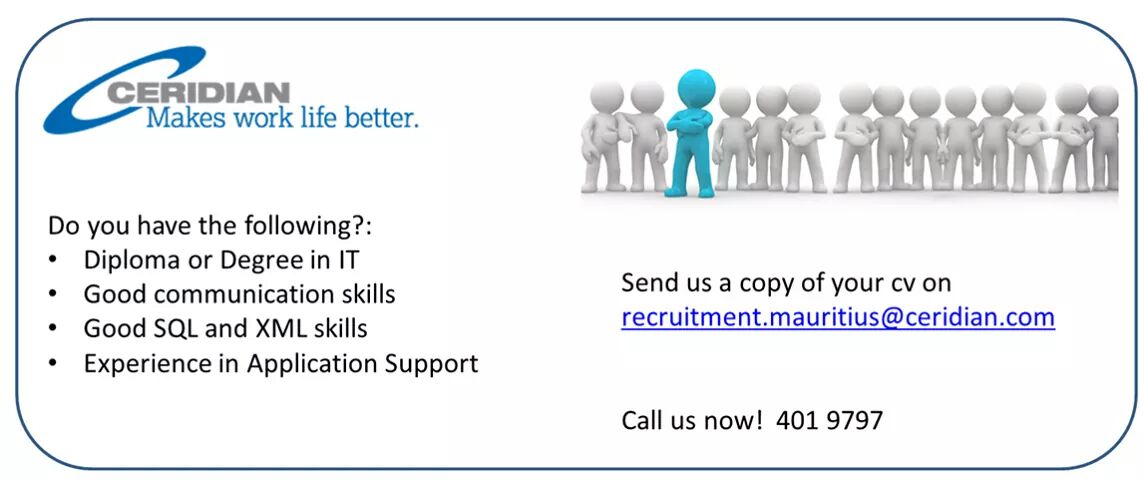 CERIDIAN
Makes work life better.
Do you have the following?:
• Diploma or Degree in IT
• Good communication skills
• Good SQL and XML skills
• Experience in Application Support
Send us a copy of your cv on
recruitment.mauritius@ceridian.com
Call us now!  401 9797